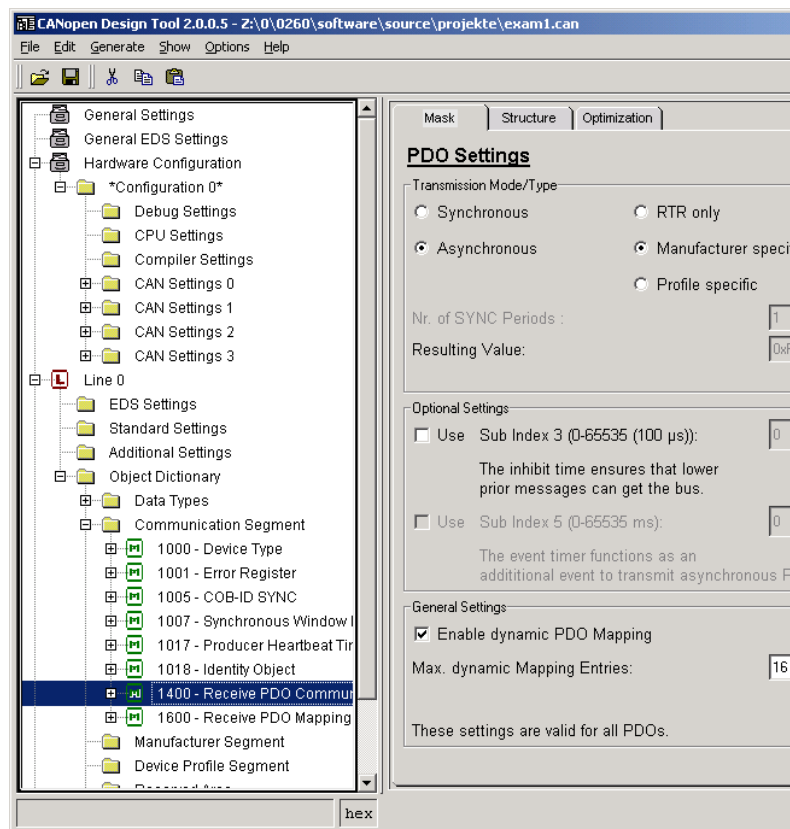 CANopen Design Tool 2.0.0.5 - Z:\0\0260\software\source\projekte\exam1.can
File Edit Generate Show Options Help
General Settings
General EDS Settings
Hardware Configuration
*Configuration 0*
Debug Settings
CPU Settings
Compiler Settings
CAN Settings 0
CAN Settings 1
CAN Settings 2
CAN Settings 3
L Line 0
EDS Settings
Standard Settings
Additional Settings
Object Dictionary
Data Types
Communication Segment
1000 - Device Type
1001 - Error Register
1005 - COB-ID SYNC
1007 - Synchronous Window
1017 - Producer Heartbeat
1018 - Identity Object
1400 - Receive PDO
1600 - Receive PDO Mapping
Manufacturer Segment
Device Profile Segment
hex
Mask Structure Optimization
PDO Settings
Transmission Mode/Type
Synchronous RTR only
Asynchronous Manufacturer
Profile specific
Nr. of SYNC Periods : 1
Resulting Value:
Optional Settings
Use Sub Index 3 (0-65535 (100 µs)): 0
The inhibit time ensures that lower
prior messages can get the bus.
Use Sub Index 5 (0-65535 ms): 0
The event timer functions as an
addititional event to transmit asynchronous
General Settings
Enable dynamic PDO Mapping
Max. dynamic Mapping Entries: 16
These settings are valid for all PDOs.